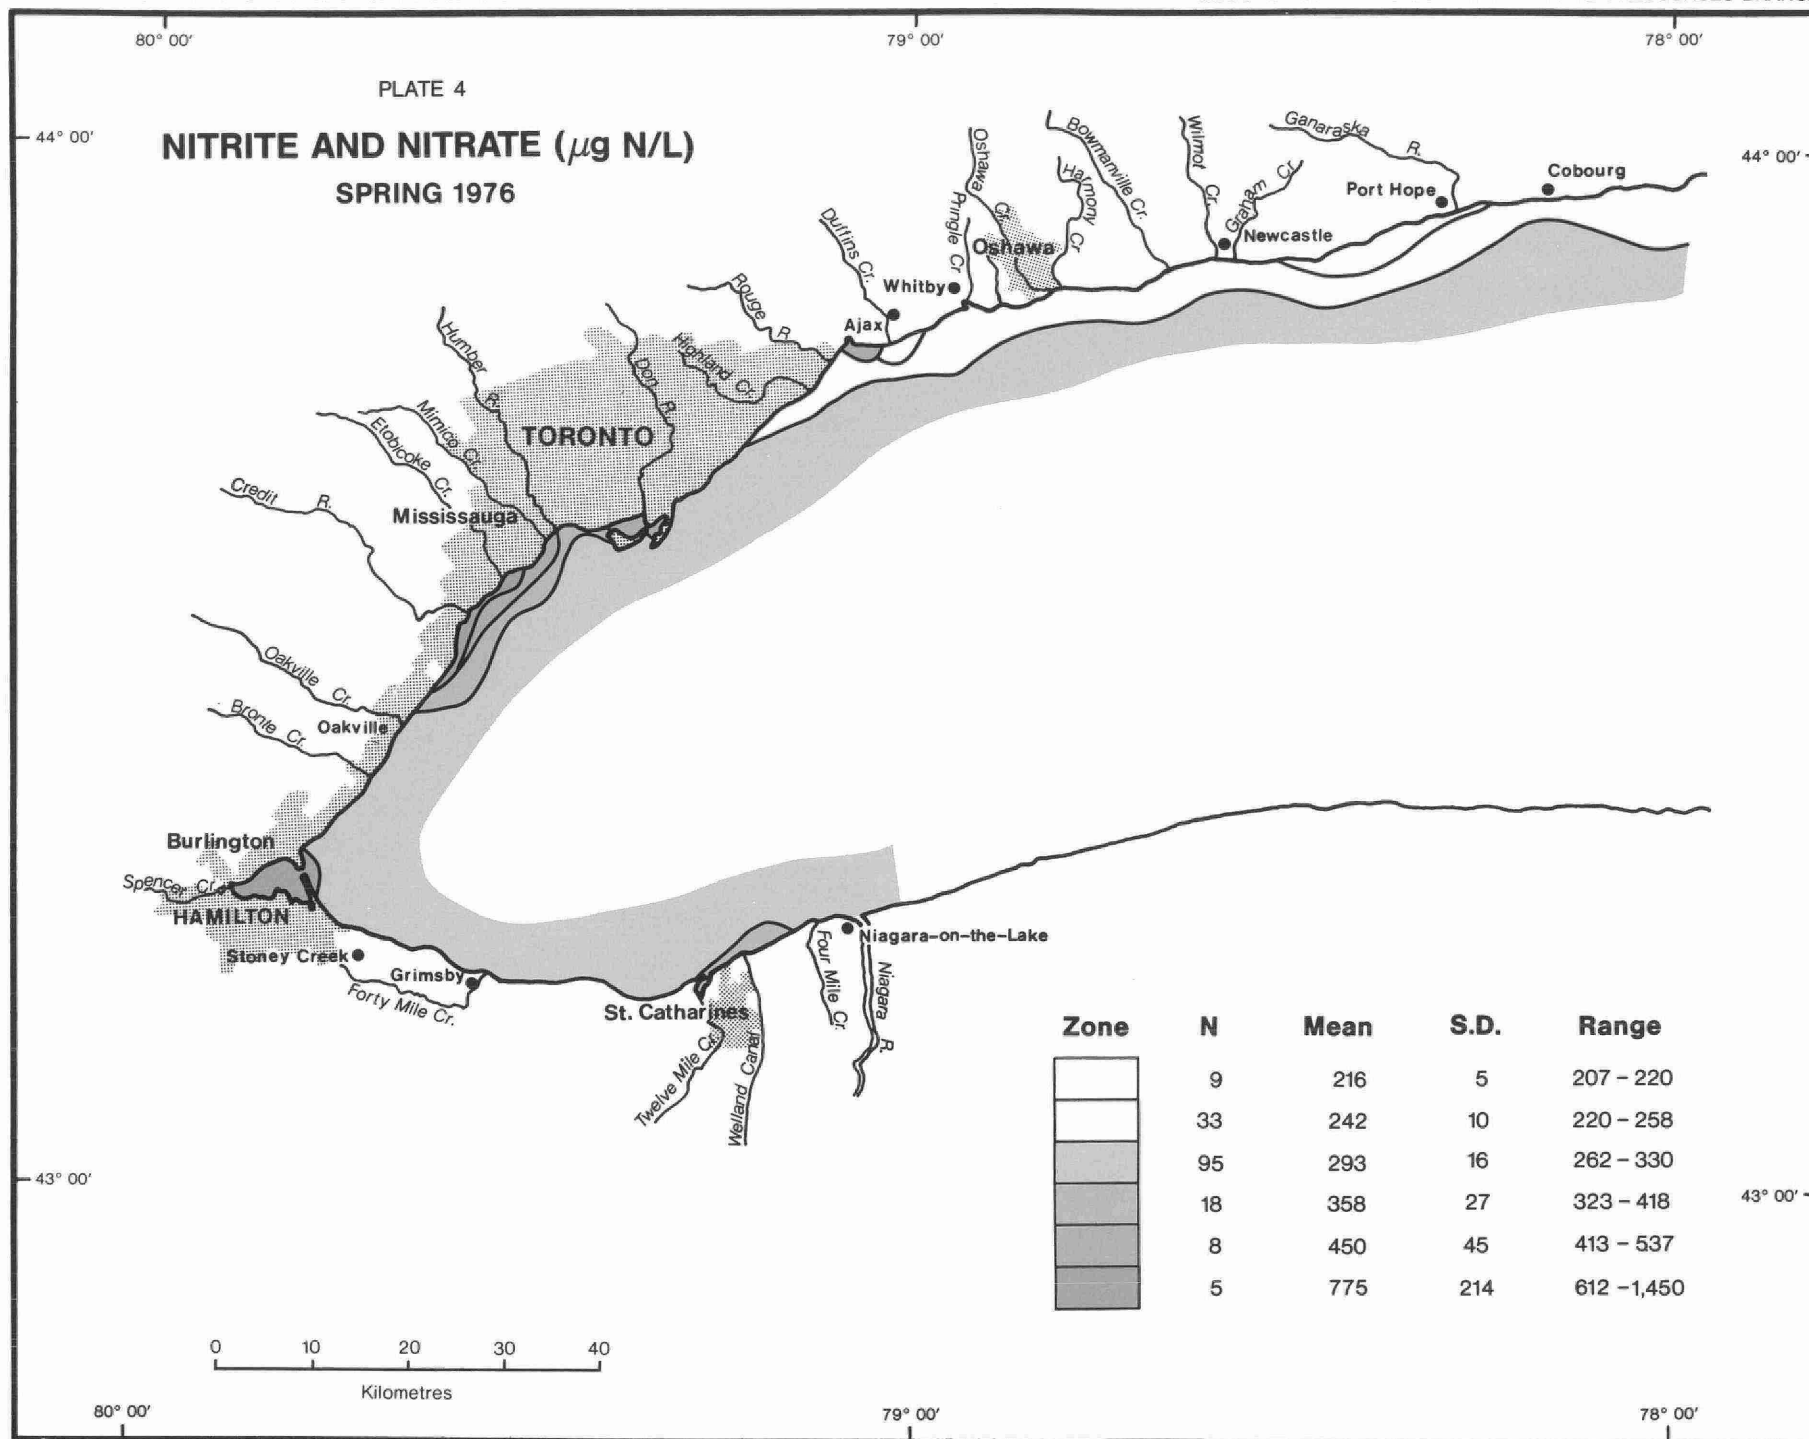 80° 00'
79° 00'
78° 00'
PLATE 4
NITRITE AND NITRATE (μg N/L)
SPRING 1976
44° 00'
44° 00'
Ganaraska R.
Bowmanville Cr.
Wilmot Cr.
Oshawa Cr.
Harmony Cr.
Graham Cr.
Cobourg
Port Hope
Pringle Cr.
Duffins Cr.
Oshawa
Newcastle
Whitby
Rouge R.
Ajax
Humber R.
Don R.
Highland Cr.
Mimico Cr.
Etobicoke Cr.
TORONTO
Credit R.
Mississauga
Oakville Cr.
Bronte Cr.
Oakville
Burlington
Spencer Cr.
HAMILTON
Stoney Creek
Grimsby
Forty Mile Cr.
St. Catharines
Twelve Mile Cr.
Welland Canal
Four Mile Cr.
Niagara-on-the-Lake
Niagara R.
Zone N Mean S.D. Range
9 216 5 207 – 220
33 242 10 220 – 258
95 293 16 262 – 330
18 358 27 323 – 418
8 450 45 413 – 537
5 775 214 612 – 1,450
43° 00'
43° 00'
0 10 20 30 40
Kilometres
80° 00'
79° 00'
78° 00'